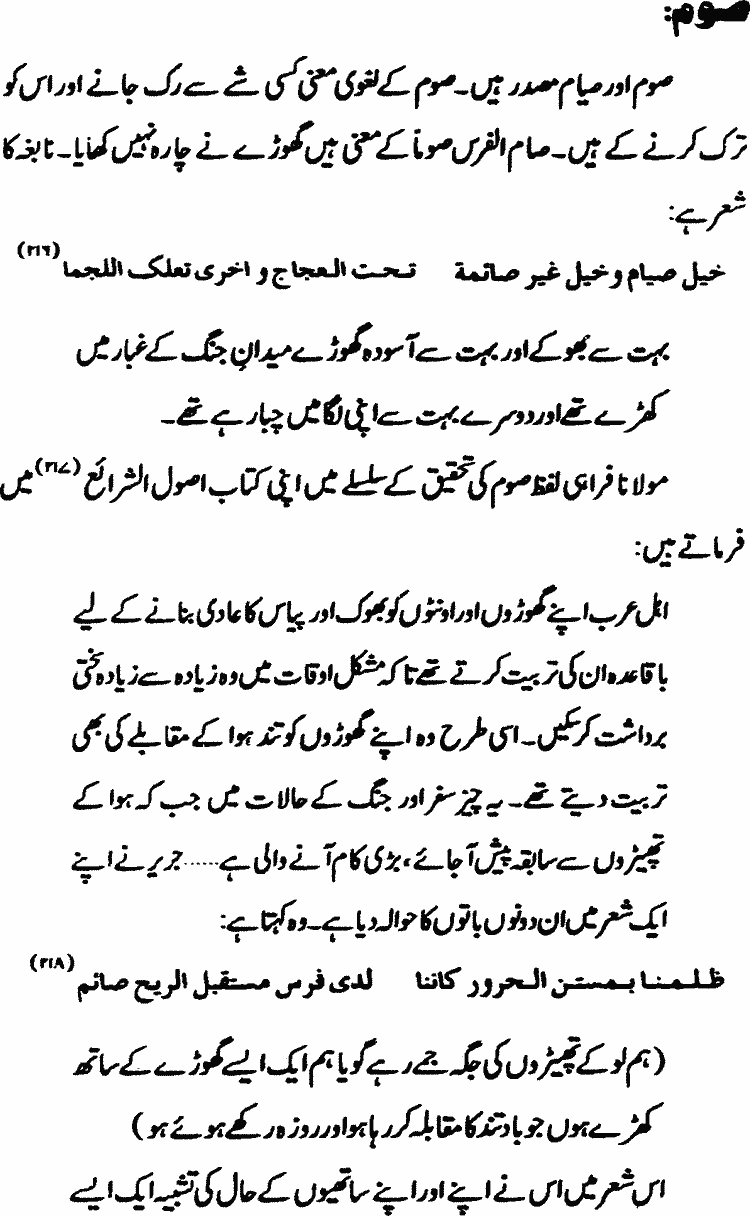 صوم:
صوم اور صیام مصدر ہیں۔ صوم کے لغوی معنی کسی شے سے رک جانے اور اس کو
ترک کرنے کے ہیں۔ صام الفرس صوماً کے معنی ہیں گھوڑے نے چارہ نہیں کھایا۔ نابغہ کا
شعر ہے:
خیل صیام و خیل غیر صائمة تحت العجاج و اخری تعلک اللجما (۲۱۶)
بہت سے بھوکے اور بہت سے آسودہ گھوڑے میدانِ جنگ کے غبار میں
کھڑے تھے اور دوسرے بہت سے اپنی لگامیں چبا رہے تھے۔
مولانا فراہی لفظ صوم کی تحقیق کے سلسلے میں اپنی کتاب اصول الشرائع (۲۱۷) میں
فرماتے ہیں:
اہل عرب اپنے گھوڑوں اور اونٹوں کو بھوک اور پیاس کا عادی بنانے کے لیے
باقاعدہ ان کی تربیت کرتے تھے تاکہ مشکل اوقات میں وہ زیادہ سے زیادہ سختی
برداشت کر سکیں۔ اسی طرح وہ اپنے گھوڑوں کو تند ہوا کے مقابلے کی بھی
تربیت دیتے تھے۔ یہ چیز سفر اور جنگ کے حالات میں جب کہ ہوا کے
تھپیڑوں سے سابقہ پیش آ جائے، بڑی کام آنے والی ہے...... جریر نے اپنے
ایک شعر میں ان دونوں باتوں کا حوالہ دیا ہے۔ وہ کہتا ہے:
ظلمنا بمستن الحرور کاننا لدی فرس مستقبل الریح صائم (۲۱۸)
(ہم لو کے تھپیڑوں کی جگہ جمے رہے گویا ہم ایک ایسے گھوڑے کے ساتھ
کھڑے ہوں جو باد تند کا مقابلہ کر رہا ہو اور روزہ رکھے ہوئے ہو)
اس شعر میں اس نے اپنے اور اپنے ساتھیوں کے حال کی تشبیہ ایک ایسے